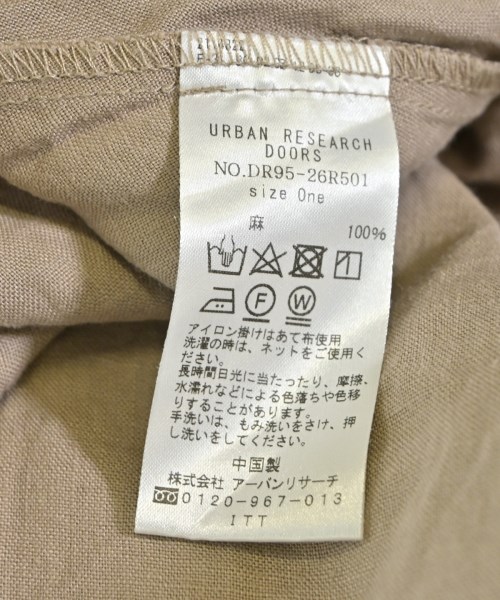 URBAN RESEARCH
DOORS
NO.DR95-26R501
size One
麻 100%
アイロン掛けはあて布使用
洗濯の時は、ネットをご使用く
ださい。
長時間日光に当たったり、摩擦、
水濡れなどによる色落ちや色移
りすることがあります。
手洗いは、もみ洗いをさけ、押
し洗いをしてください。
中国製
株式会社 アーバンリサーチ
0120-967-013
ITT